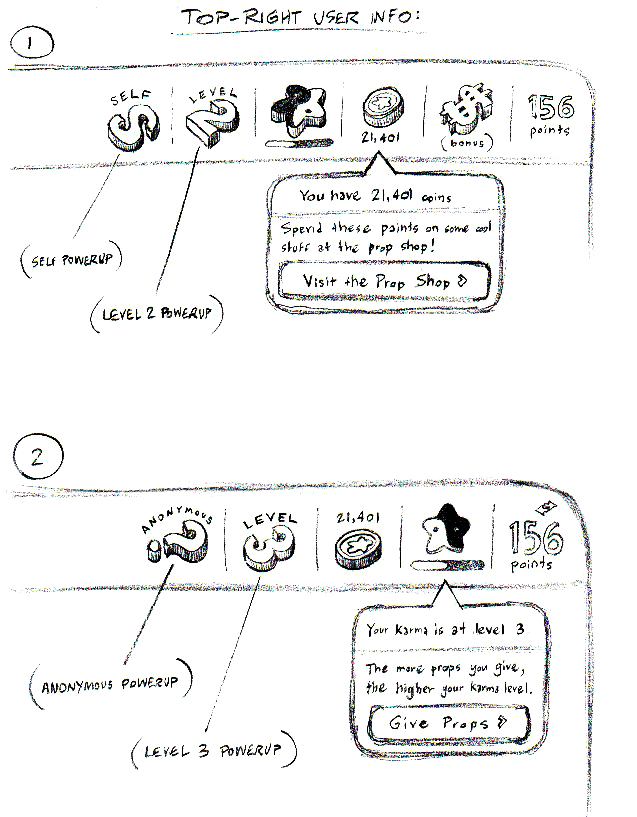 TOP-RIGHT USER INFO:
1
SELF
LEVEL
2
21,401
(bonus)
156
points
You have 21,401 coins
Spend these points on some cool
stuff at the prop shop!
Visit the Prop Shop »
(SELF POWERUP)
(LEVEL 2 POWERUP)
2
ANONYMOUS
LEVEL
3
21,401
156
points
Your Karma is at level 3
The more props you give,
the higher your karma level.
Give Props »
(ANONYMOUS POWERUP)
(LEVEL 3 POWERUP)